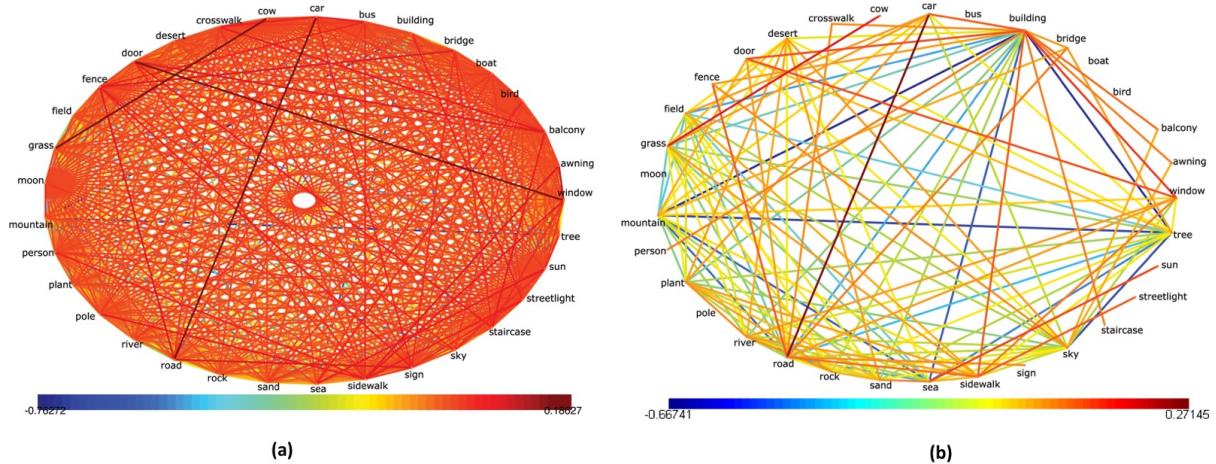 cow
car
bus
building
bridge
boat
bird
balcony
awning
window
tree
sun
streetlight
staircase
sky
sign
sidewalk
sea
sand
rock
road
river
pole
plant
person
mountain
moon
grass
field
fence
door
desert
crosswalk
-0.76272
0.18627
(a)
cow
car
bus
building
bridge
boat
bird
balcony
awning
window
tree
sun
streetlight
staircase
sky
sign
sidewalk
sea
sand
rock
road
river
pole
plant
person
mountain
moon
grass
field
fence
door
desert
crosswalk
-0.66741
0.27145
(b)